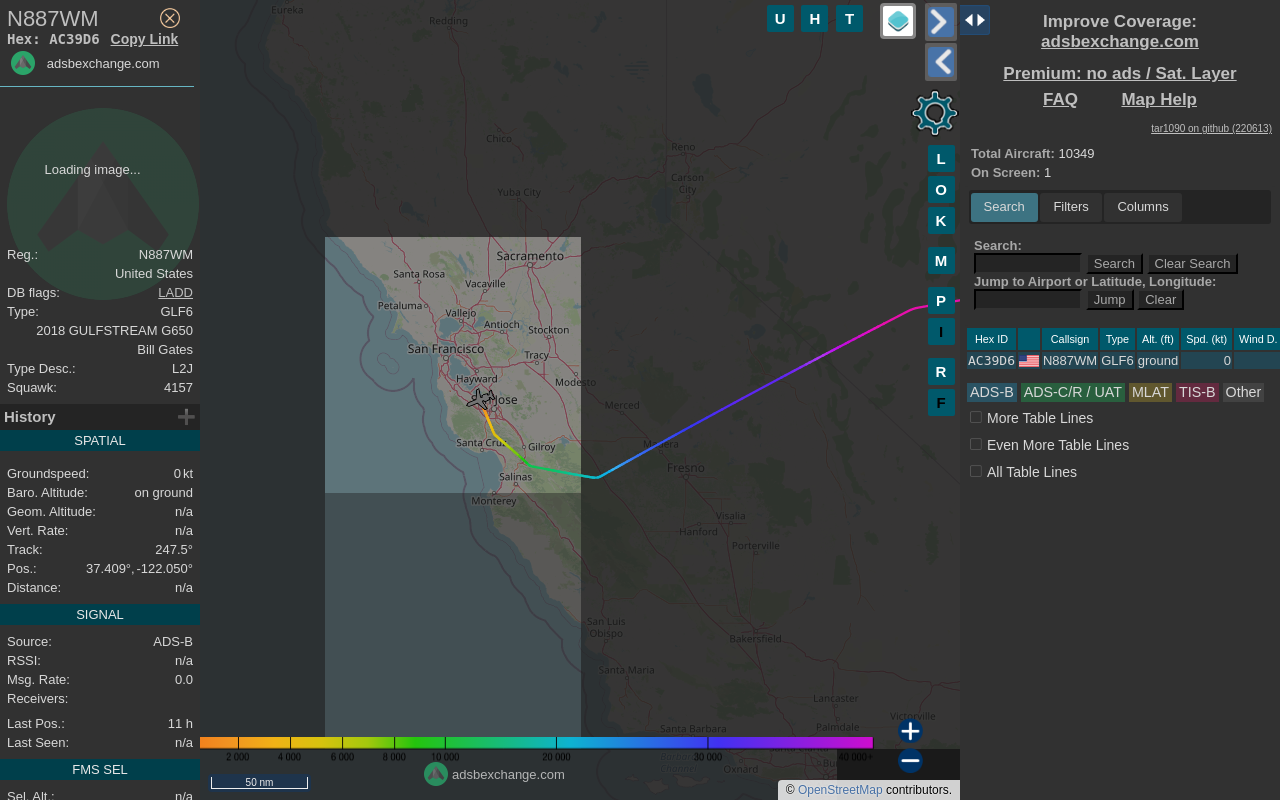 N887WM
Hex: AC39D6 Copy Link
adsbexchange.com
Loading image...
Reg.: N887WM
United States
DB flags: LADD
Type: GLF6
2018 GULFSTREAM G650
Bill Gates
Type Desc.: L2J
Squawk: 4157
History
SPATIAL
Groundspeed: 0 kt
Baro. Altitude: on ground
Geom. Altitude: n/a
Vert. Rate: n/a
Track: 247.5°
Pos.: 37.409°, -122.050°
Distance: n/a
SIGNAL
Source: ADS-B
RSSI: n/a
Msg. Rate: 0.0
Receivers:
Last Pos.: 11 h
Last Seen: n/a
FMS SEL
Sel. Alt.: n/a
U H T
L
O
K
M
P
I
R
F
Eureka
Redding
Chico
Reno
Carson
City
Yuba City
Sacramento
Santa Rosa
Vacaville
Petaluma
Vallejo
Antioch
Stockton
San Francisco
Tracy
Hayward
Modesto
Jose
Merced
Santa Cruz
Gilroy
Madera
Fresno
Salinas
Monterey
Visalia
Hanford
Porterville
San Luis
Obispo
Bakersfield
Santa Maria
Lancaster
Palmdale
Victorville
Santa Barbara
Oxnard
2 000 4 000 6 000 8 000 10 000 20 000 30 000 40 000+
50 nm
adsbexchange.com
© OpenStreetMap contributors.
Improve Coverage:
adsbexchange.com
Premium: no ads / Sat. Layer
FAQ Map Help
tar1090 on github (220613)
Total Aircraft: 10349
On Screen: 1
Search Filters Columns
Search:
Search Clear Search
Jump to Airport or Latitude, Longitude:
Jump Clear
Hex ID Callsign Type Alt. (ft) Spd. (kt) Wind D.
AC39D6 N887WM GLF6 ground 0
ADS-B ADS-C/R / UAT MLAT TIS-B Other
More Table Lines
Even More Table Lines
All Table Lines